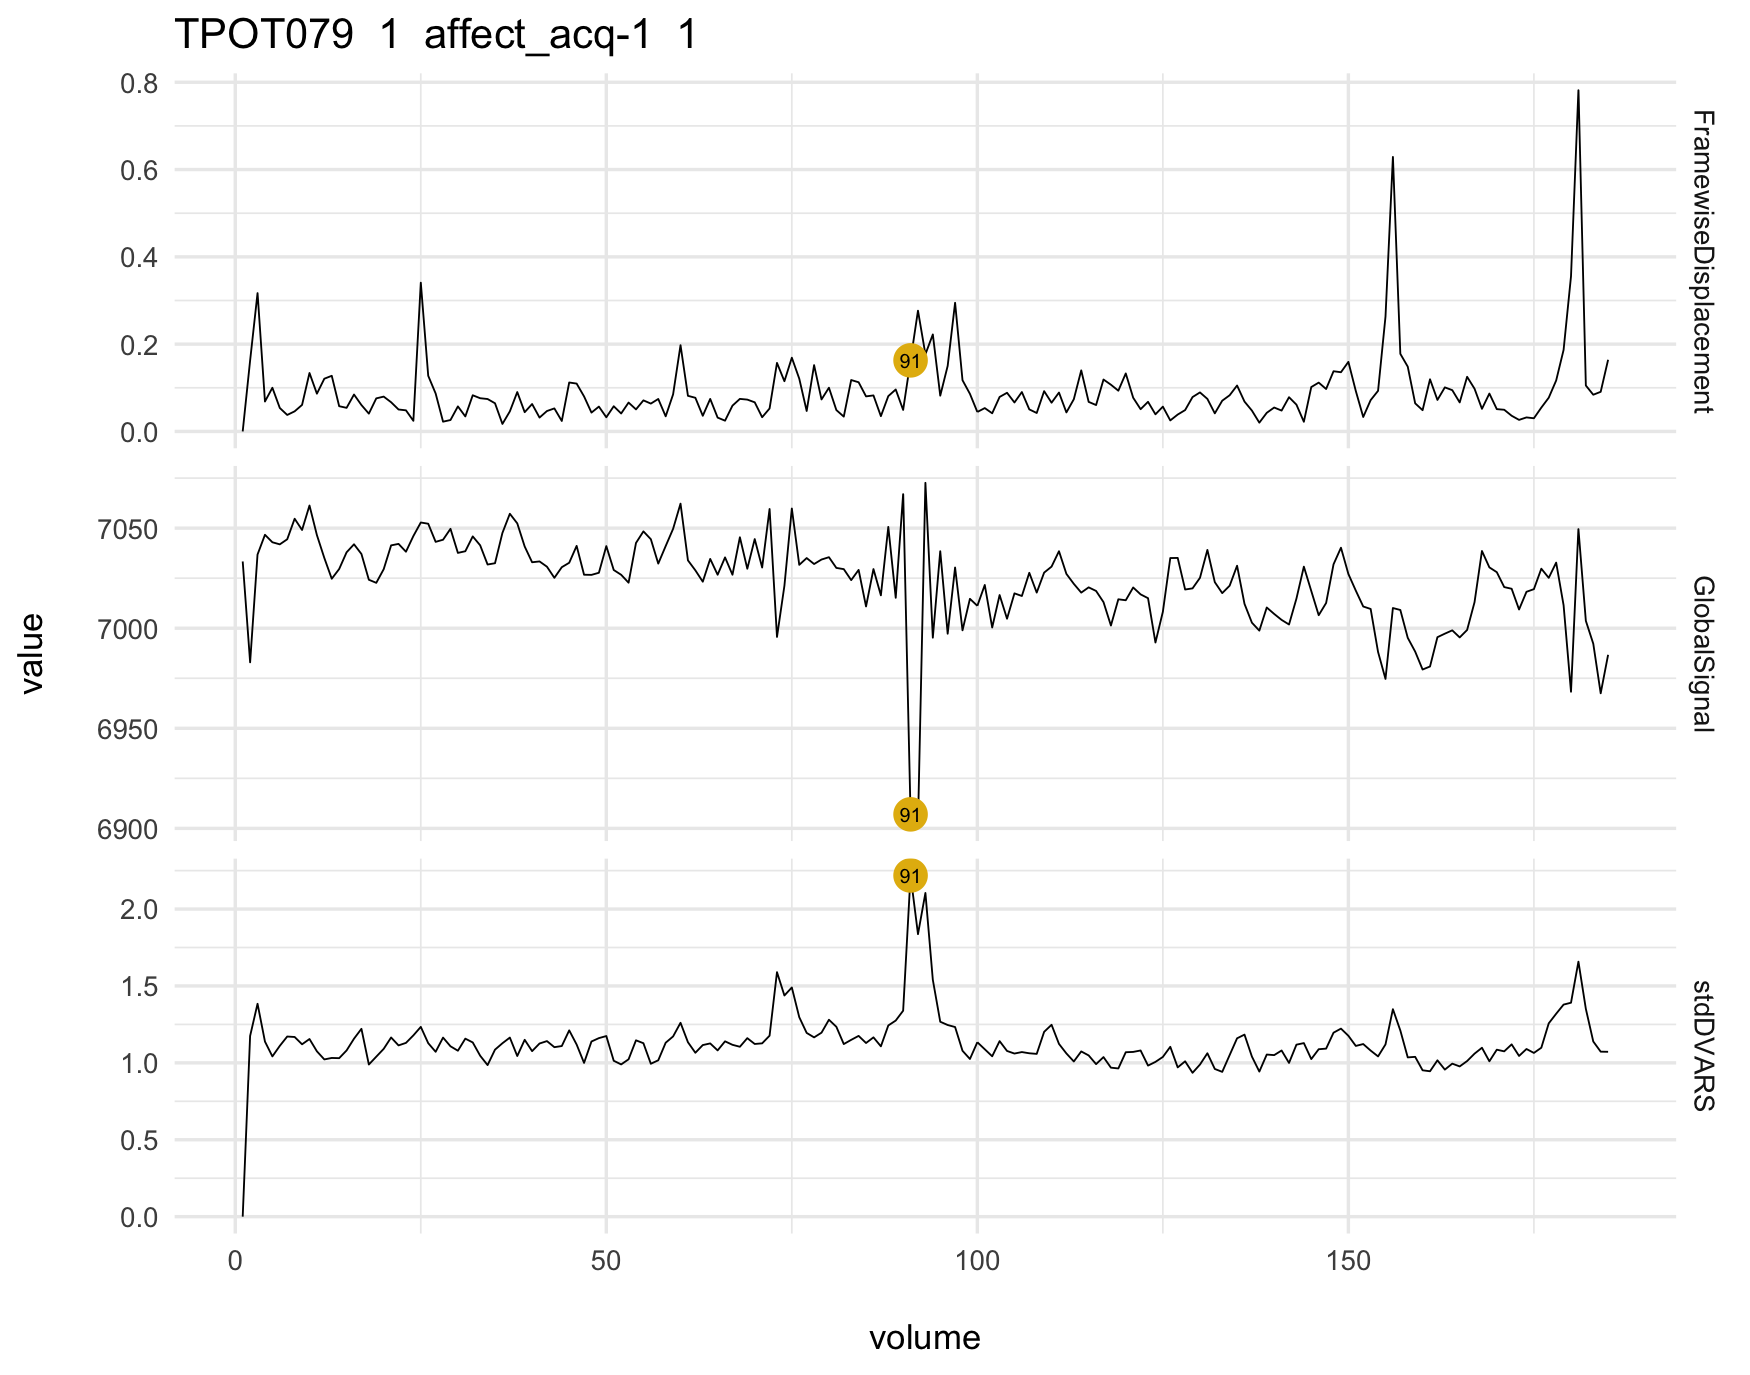 TPOT079 1 affect_acq-1 1
0.8
0.6
0.4
0.2
0.0
91
FramewiseDisplacement
7050
7000
6950
6900
91
GlobalSignal
value
2.0
1.5
1.0
0.5
0.0
91
stdDVARS
0 50 100 150
volume